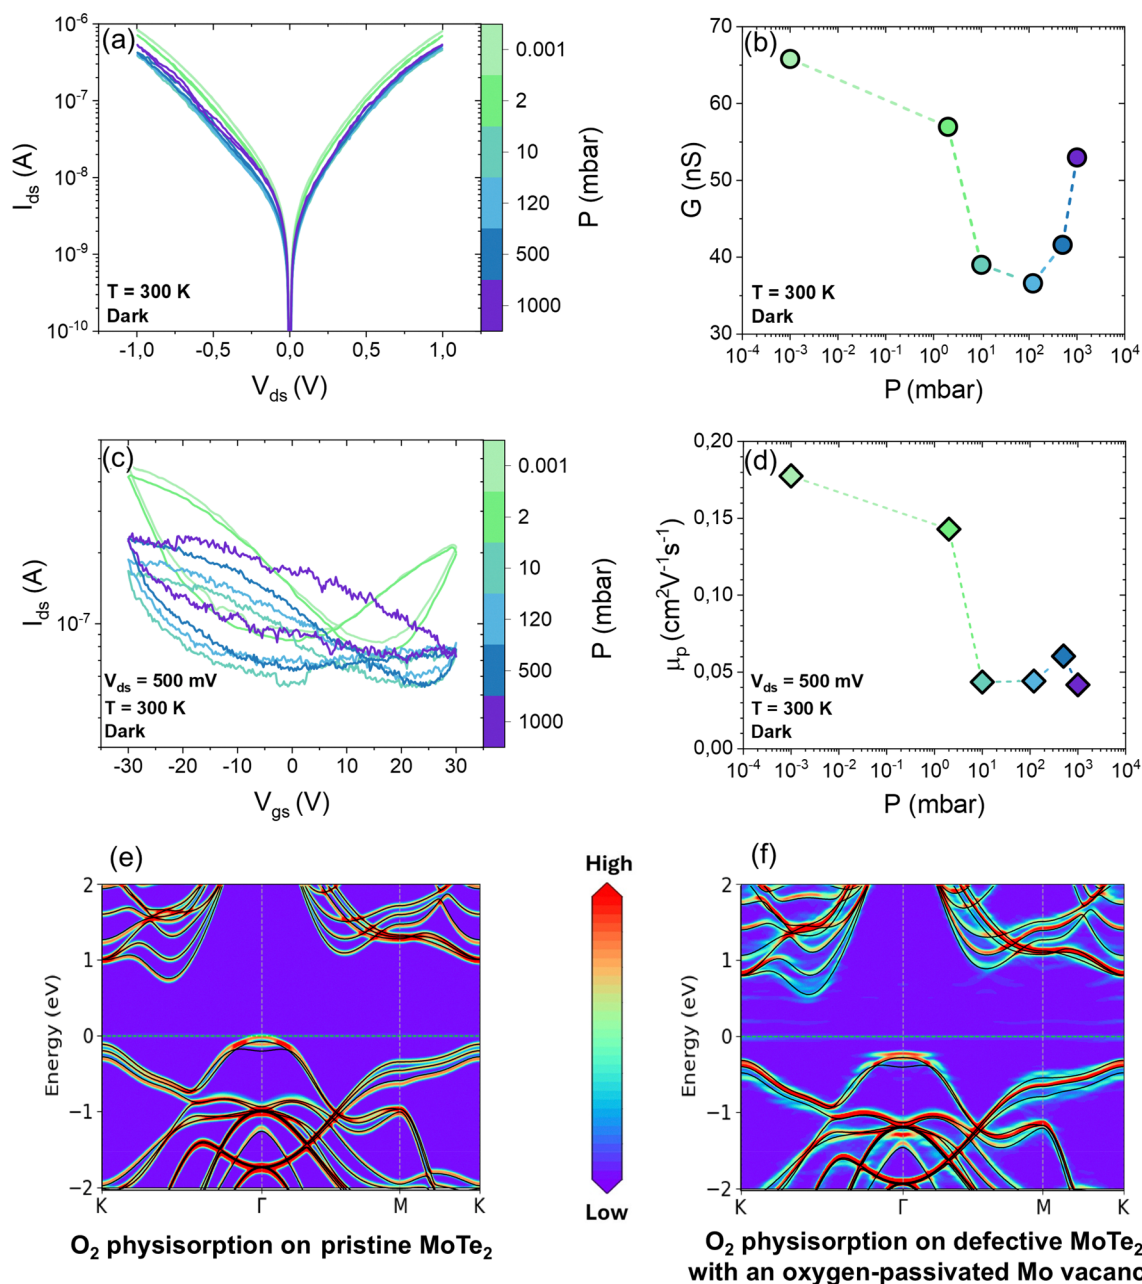 (a)
10⁻⁶
10⁻⁷
10⁻⁸
10⁻⁹
10⁻¹⁰
I_ds (A)
T = 300 K
Dark
-1,0 -0,5 0,0 0,5 1,0
V_ds (V)
0.001
2
10
120
500
1000
P (mbar)
(b)
70
60
50
40
30
G (nS)
T = 300 K
Dark
10⁻⁴ 10⁻³ 10⁻² 10⁻¹ 10⁰ 10¹ 10² 10³ 10⁴
P (mbar)
(c)
10⁻⁷
I_ds (A)
V_ds = 500 mV
T = 300 K
Dark
-30 -20 -10 0 10 20 30
V_gs (V)
0.001
2
10
120
500
1000
P (mbar)
(d)
0,20
0,15
0,10
0,05
0,00
μ_p (cm²V⁻¹s⁻¹)
V_ds = 500 mV
T = 300 K
Dark
10⁻⁴ 10⁻³ 10⁻² 10⁻¹ 10⁰ 10¹ 10² 10³ 10⁴
P (mbar)
(e)
2
1
0
−1
−2
Energy (eV)
K Γ M K
O₂ physisorption on pristine MoTe₂
High
Low
(f)
2
1
0
−1
−2
Energy (eV)
K Γ M K
O₂ physisorption on defective MoTe₂
with an oxygen-passivated Mo vacanc